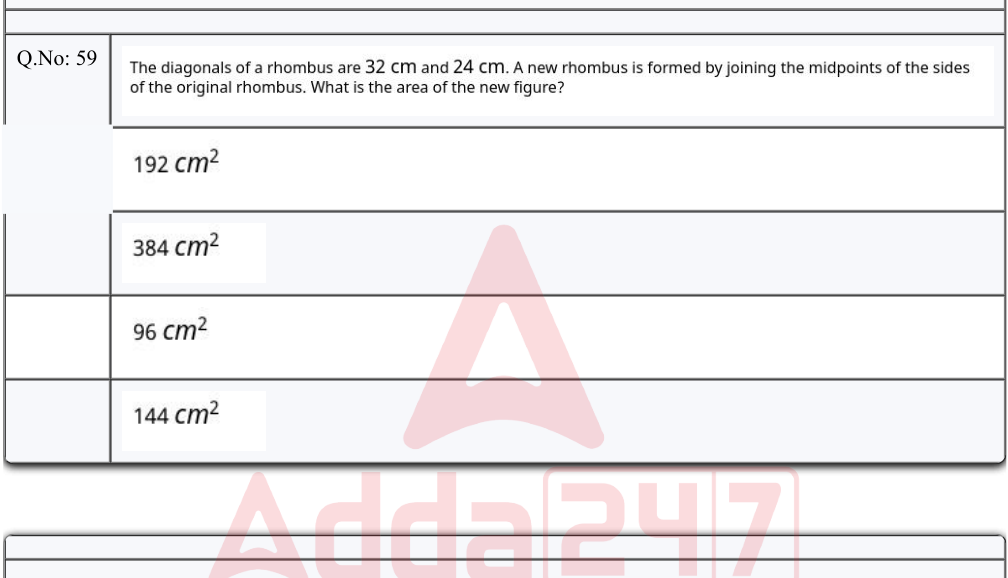 Q.No: 59
The diagonals of a rhombus are 32 cm and 24 cm. A new rhombus is formed by joining the midpoints of the sides
of the original rhombus. What is the area of the new figure?
192 cm²
384 cm²
96 cm²
144 cm²
Adda247